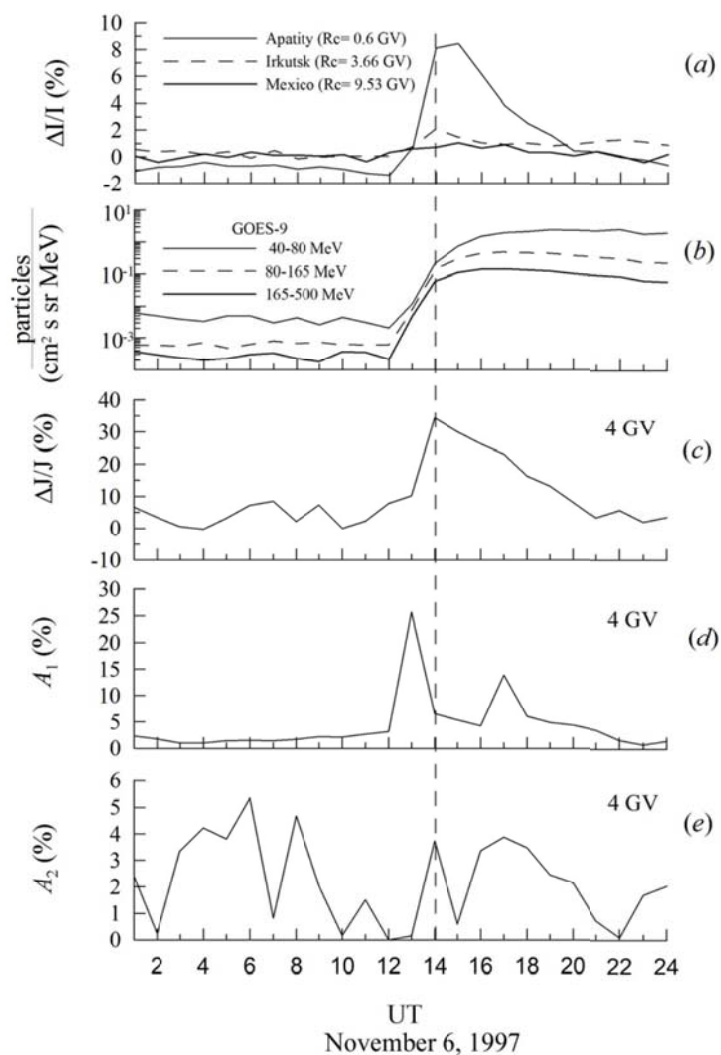 10
8
6
4
2
0
-2
ΔI/I (%)
Apatity (Rc= 0.6 GV)
Irkutsk (Rc= 3.66 GV)
Mexico (Rc= 9.53 GV)
(a)
10¹
10⁻¹
10⁻³
particles
(cm² s sr MeV)
GOES-9
40-80 MeV
80-165 MeV
165-500 MeV
(b)
40
30
20
10
0
-10
ΔJ/J (%)
4 GV
(c)
30
25
20
15
10
5
0
A₁ (%)
4 GV
(d)
6
5
4
3
2
1
0
A₂ (%)
4 GV
(e)
2 4 6 8 10 12 14 16 18 20 22 24
UT
November 6, 1997